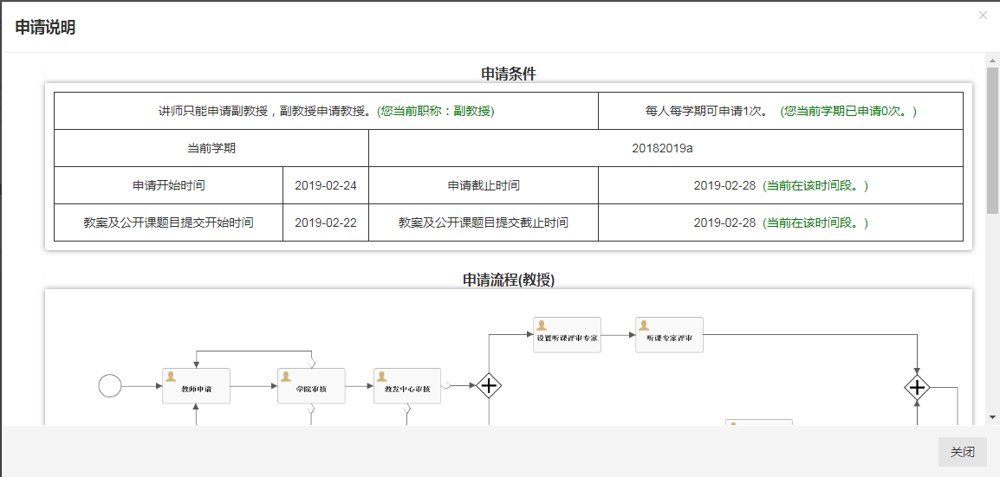 申请说明
申请条件
讲师只能申请副教授，副教授申请教授。(您当前职称：副教授)
每人每学期可申请1次。 (您当前学期已申请0次。)
当前学期
20182019a
申请开始时间
2019-02-24
申请截止时间
2019-02-28 (当前在该时间段。)
教案及公开课题目提交开始时间
2019-02-22
教案及公开课题目提交截止时间
2019-02-28 (当前在该时间段。)
申请流程(教授)
设置听课评审专家
听课专家评审
教师申请
学院审核
教发中心审核
关闭